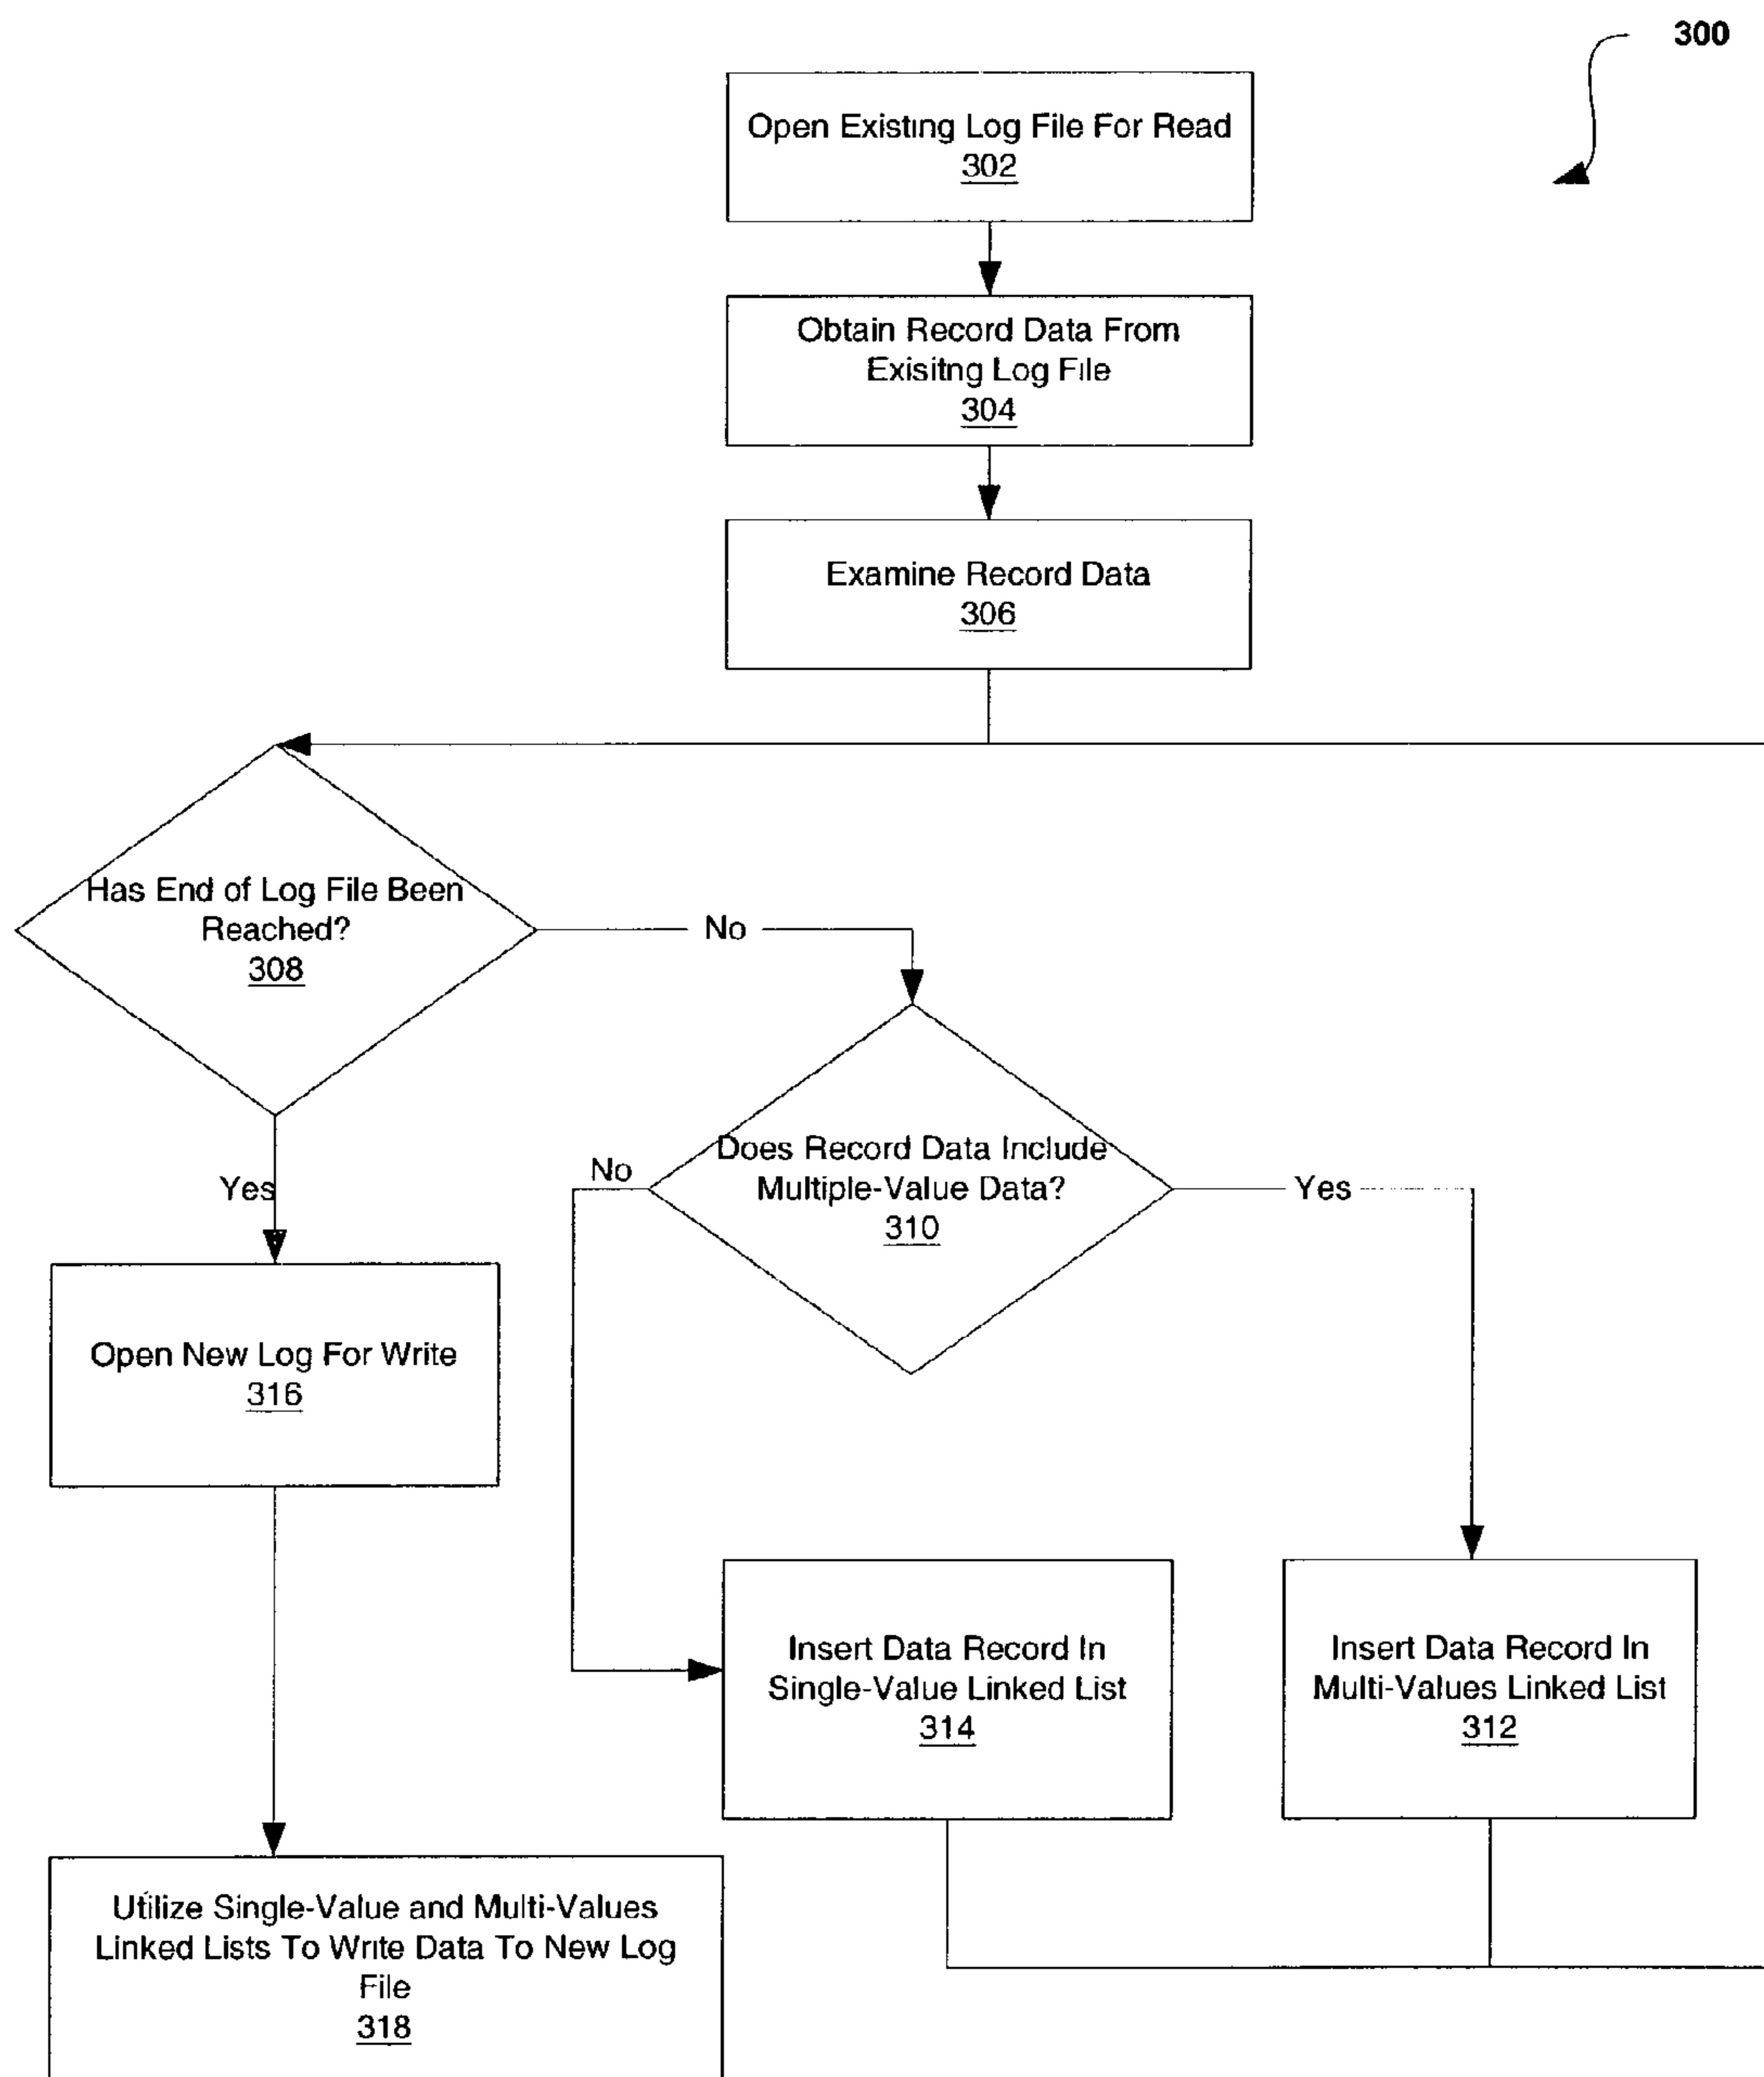 300
Open Existing Log File For Read
302
Obtain Record Data From
Exisitng Log File
304
Examine Record Data
306
Has End of Log File Been
Reached?
308
No
Does Record Data Include
Multiple-Value Data?
310
No
Yes
Yes
Open New Log For Write
316
Insert Data Record In
Single-Value Linked List
314
Insert Data Record In
Multi-Values Linked List
312
Utilize Single-Value and Multi-Values
Linked Lists To Write Data To New Log
File
318